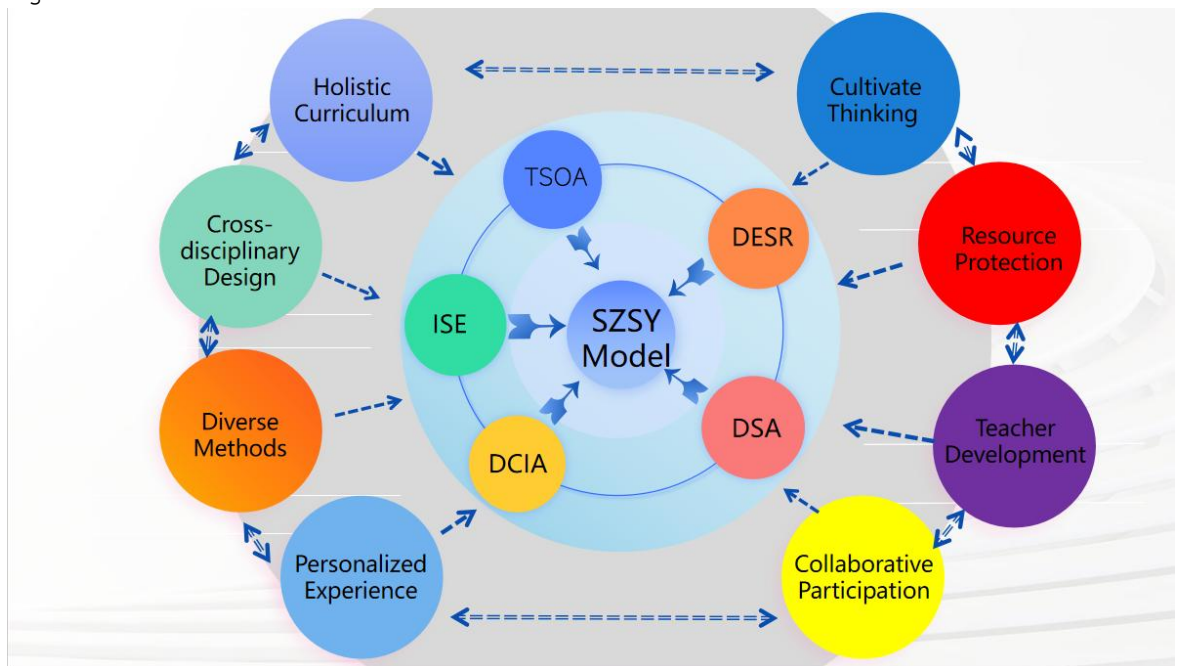 Holistic
Curriculum
Cultivate
Thinking
TSOA
DESR
Cross-
disciplinary
Design
Resource
Protection
ISE
SZSY
Model
Diverse
Methods
DCIA
DSA
Teacher
Development
Personalized
Experience
Collaborative
Participation